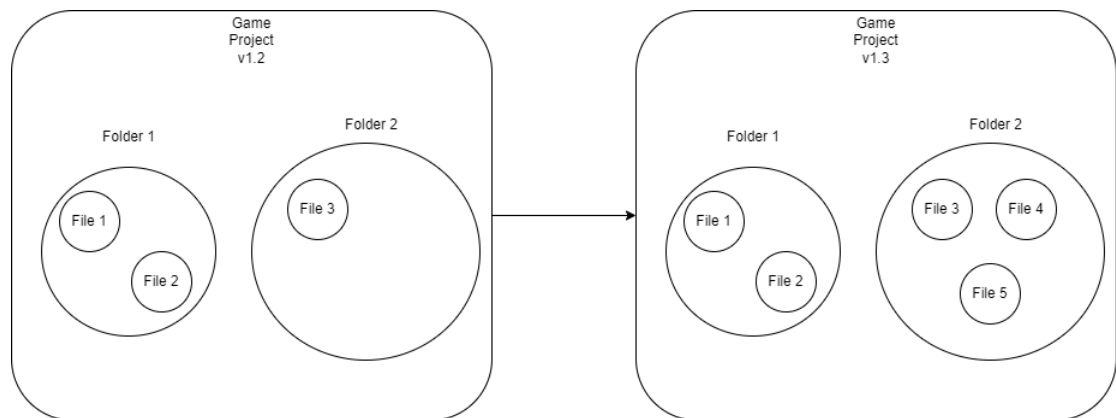 Game
Project
v1.2
Folder 1
Folder 2
File 1
File 2
File 3
Game
Project
v1.3
Folder 1
Folder 2
File 1
File 2
File 3
File 4
File 5